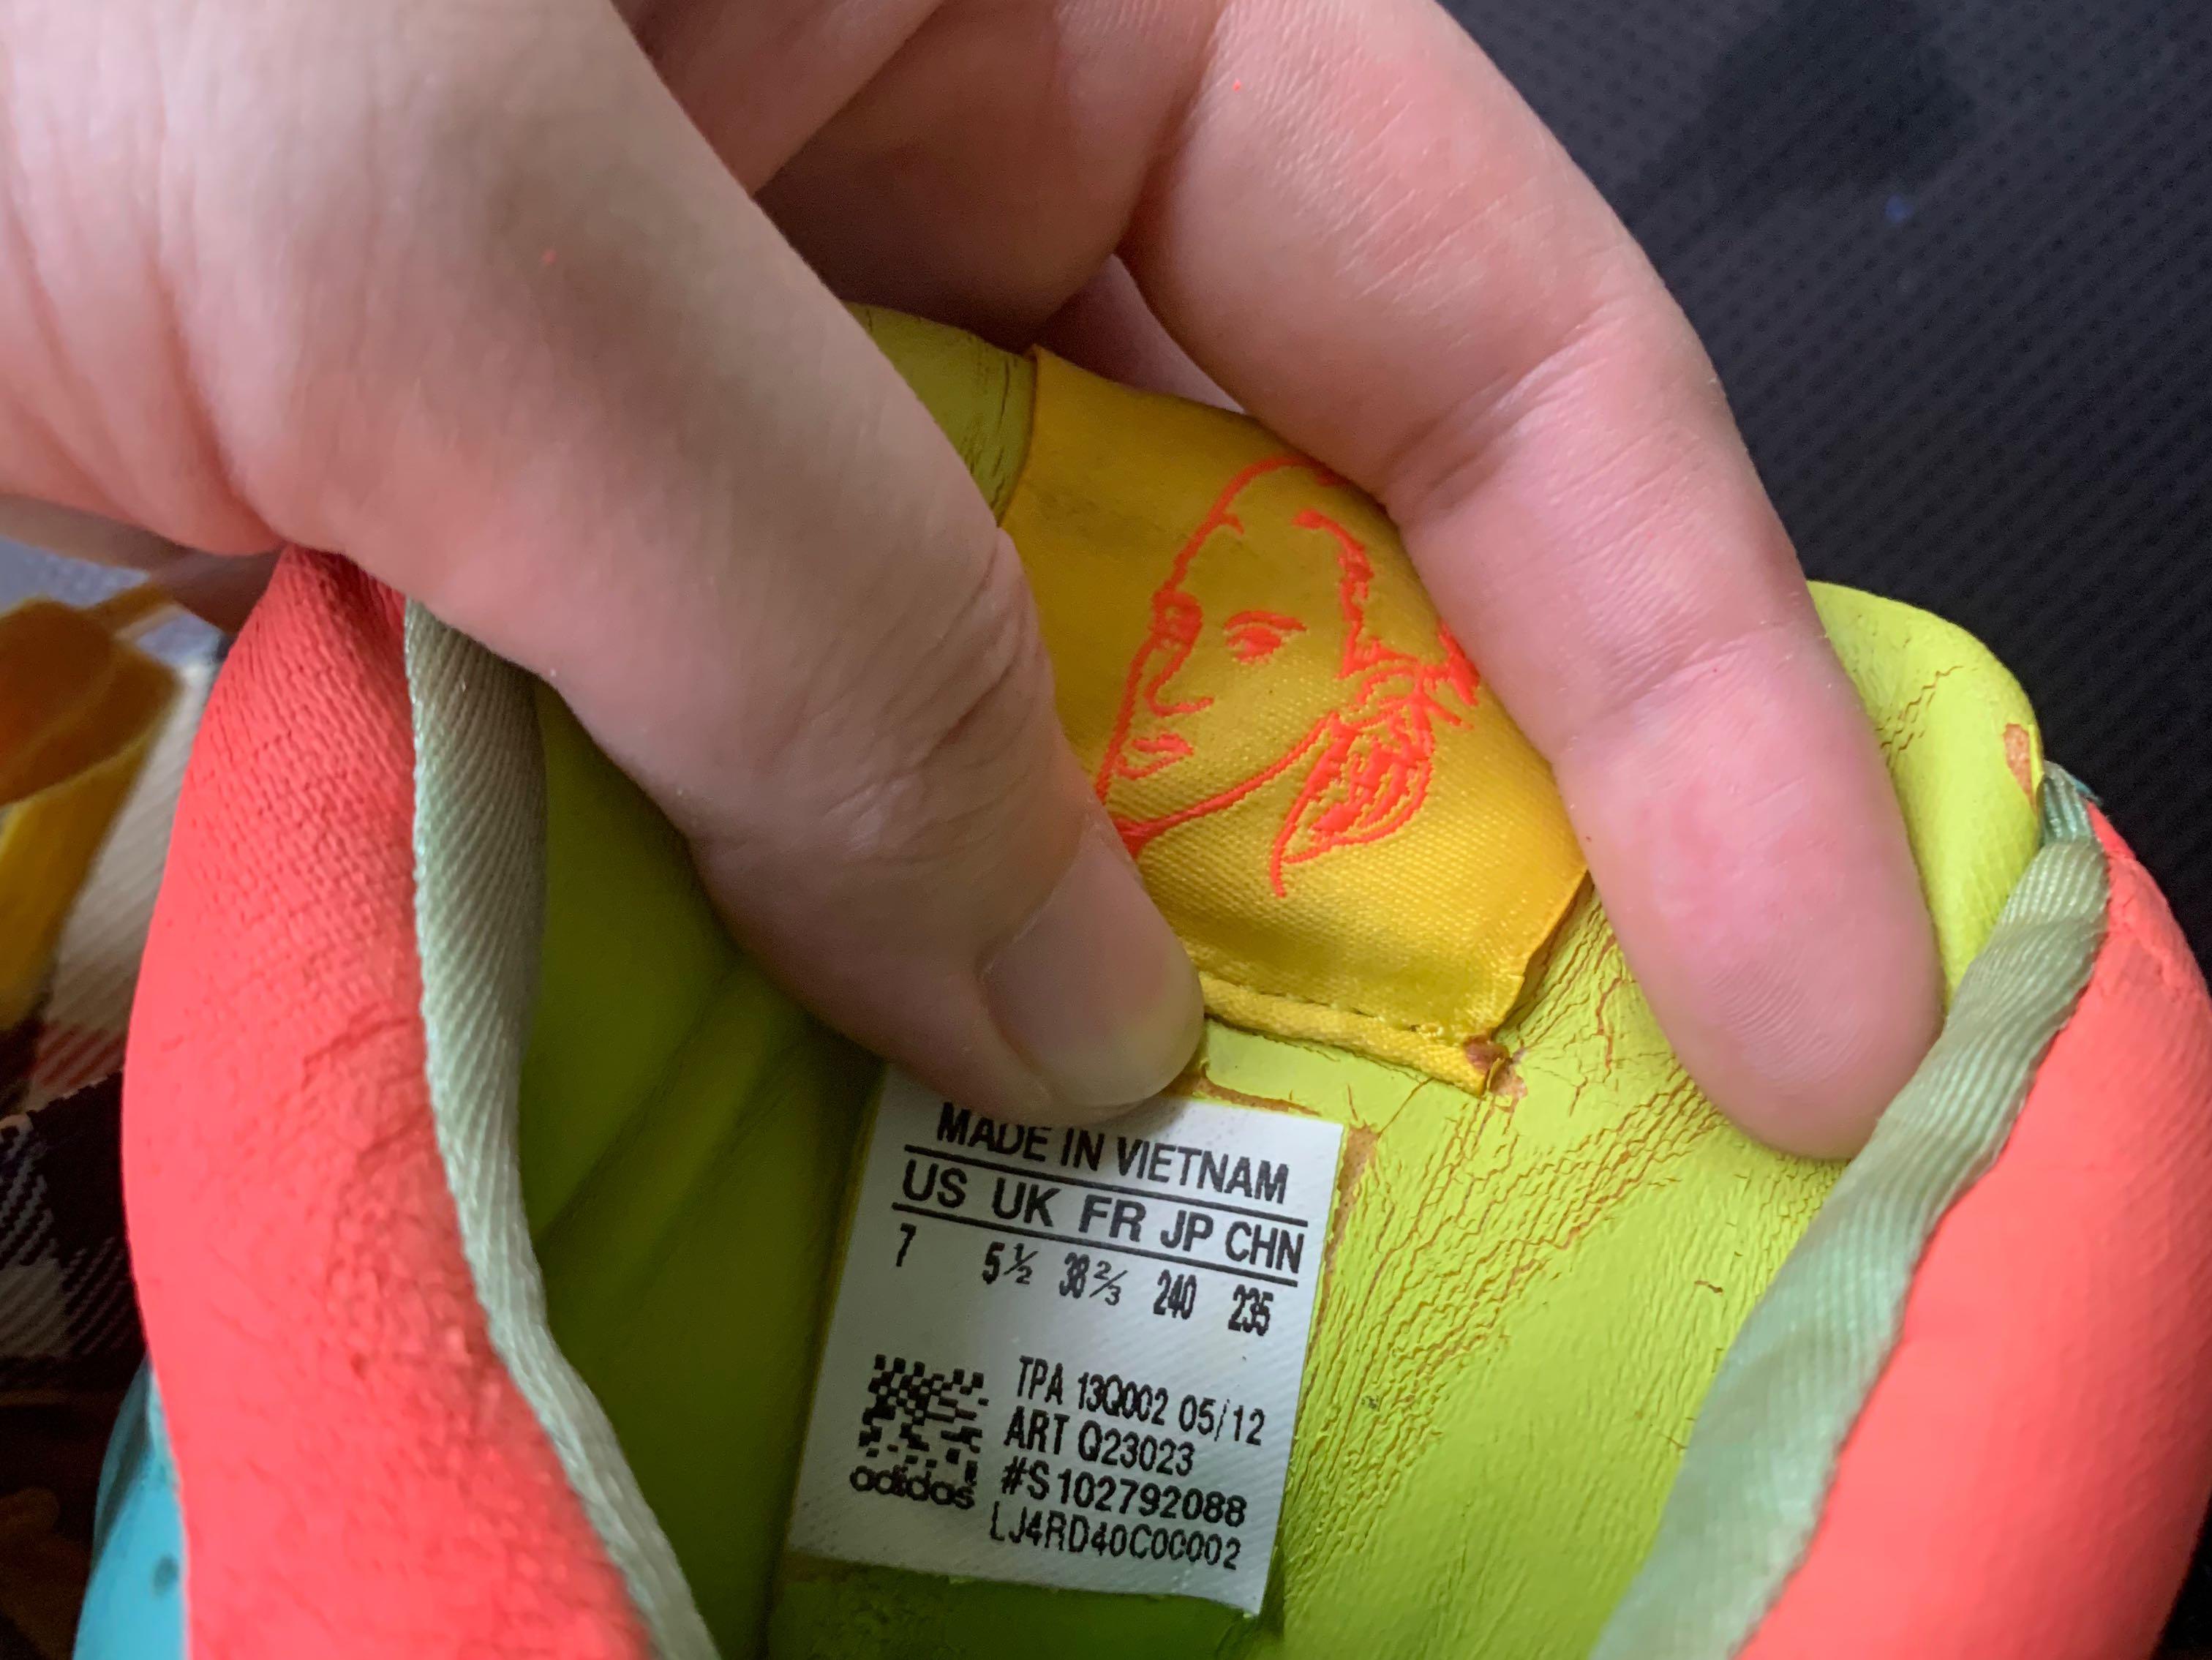 MADE IN VIETNAM
US UK FR JP CHN
7 5½ 38⅔ 240 235
TPA 13Q002 05/12
ART Q23023
#S102792088
adidas
LJ4RD40C00002